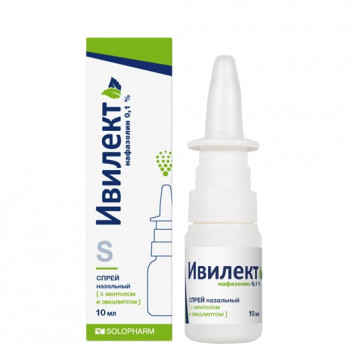 Ивилект
нафазолин 0,1 %
S
СПРЕЙ
назальный
[ с ментолом
и эвкалиптом ]
10 мл
SOLOPHARM
Ивилект
нафазолин 0,1 %
СПРЕЙ назальный
[ с ментолом
и эвкалиптом ]
10 мл